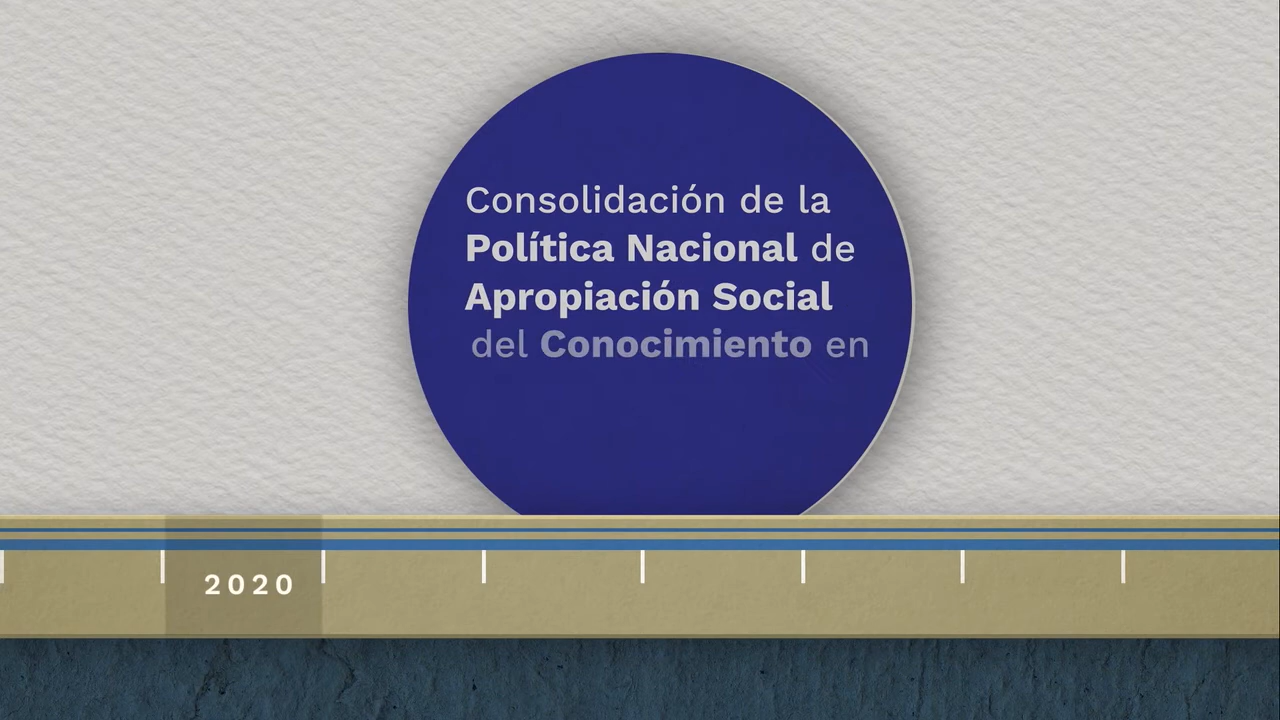 Consolidación de la
Política Nacional de
Apropiación Social
del Conocimiento en
2020